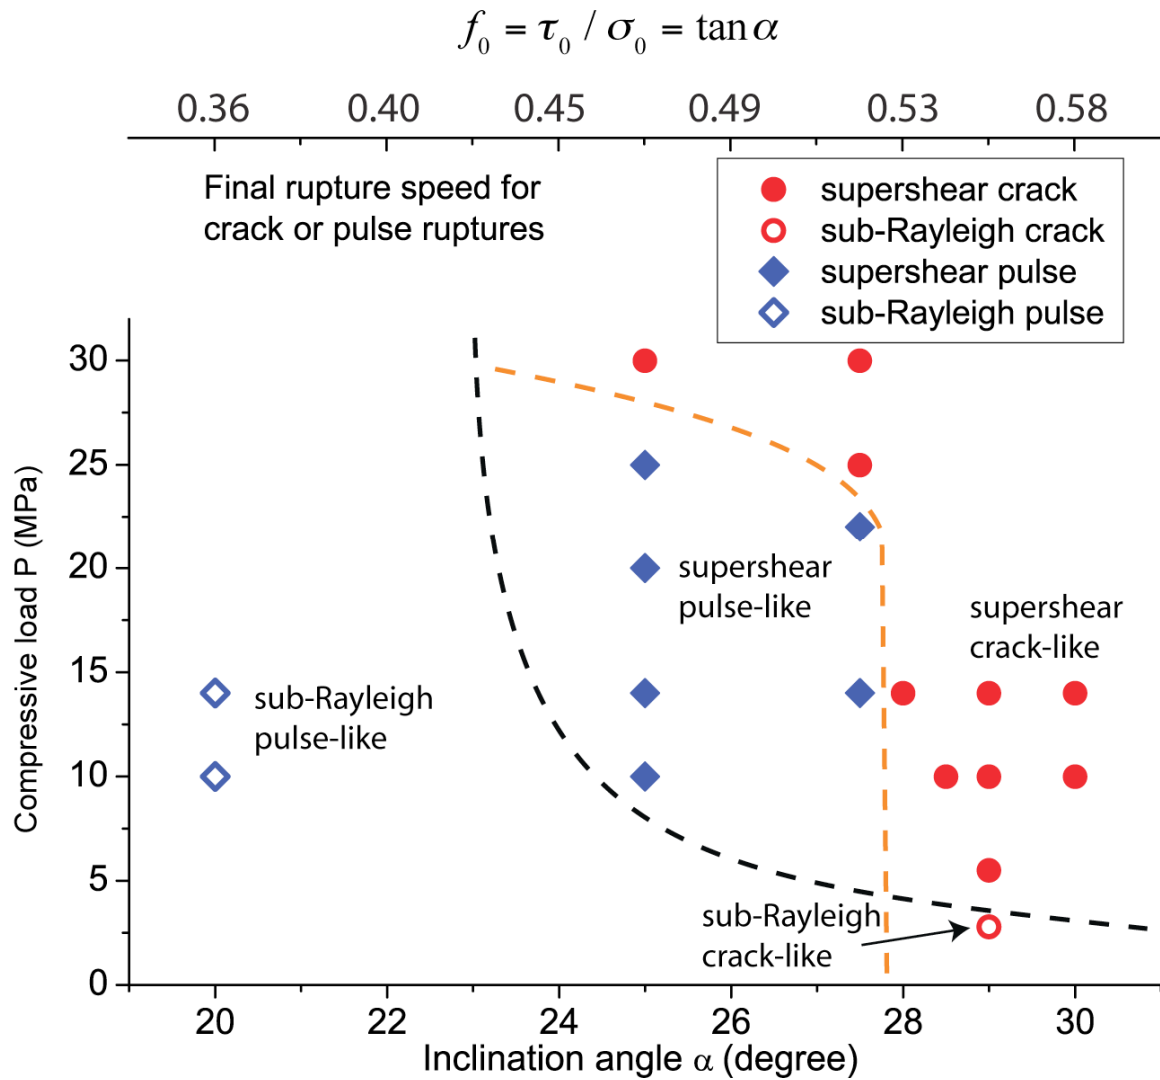 f₀ = τ₀ / σ₀ = tan α
0.36 0.40 0.45 0.49 0.53 0.58
Final rupture speed for
crack or pulse ruptures
supershear crack
sub-Rayleigh crack
supershear pulse
sub-Rayleigh pulse
30
25
20
15
10
5
0
Compressive load P (MPa)
supershear
pulse-like
supershear
crack-like
sub-Rayleigh
pulse-like
sub-Rayleigh
crack-like
20 22 24 26 28 30
Inclination angle α (degree)